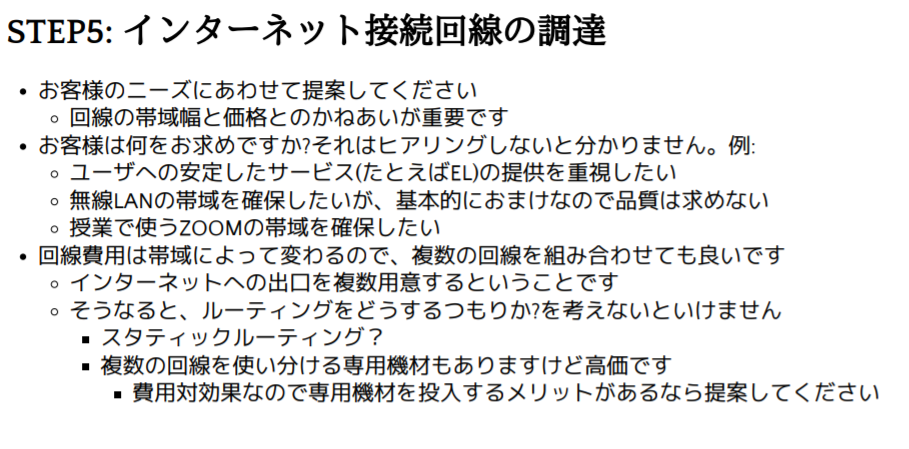 STEP5: インターネット接続回線の調達
お客様のニーズにあわせて提案してください
回線の帯域幅と価格とのかねあいが重要です
お客様は何をお求めですか?それはヒアリングしないと分かりません。例:
ユーザへの安定したサービス(たとえばEL)の提供を重視したい
無線LANの帯域を確保したいが、基本的におまけなので品質は求めない
授業で使うZOOMの帯域を確保したい
回線費用は帯域によって変わるので、複数の回線を組み合わせても良いです
インターネットへの出口を複数用意するということです
そうなると、ルーティングをどうするつもりか?を考えないといけません
スタティックルーティング？
複数の回線を使い分ける専用機材もありますけど高価です
費用対効果なので専用機材を投入するメリットがあるなら提案してください